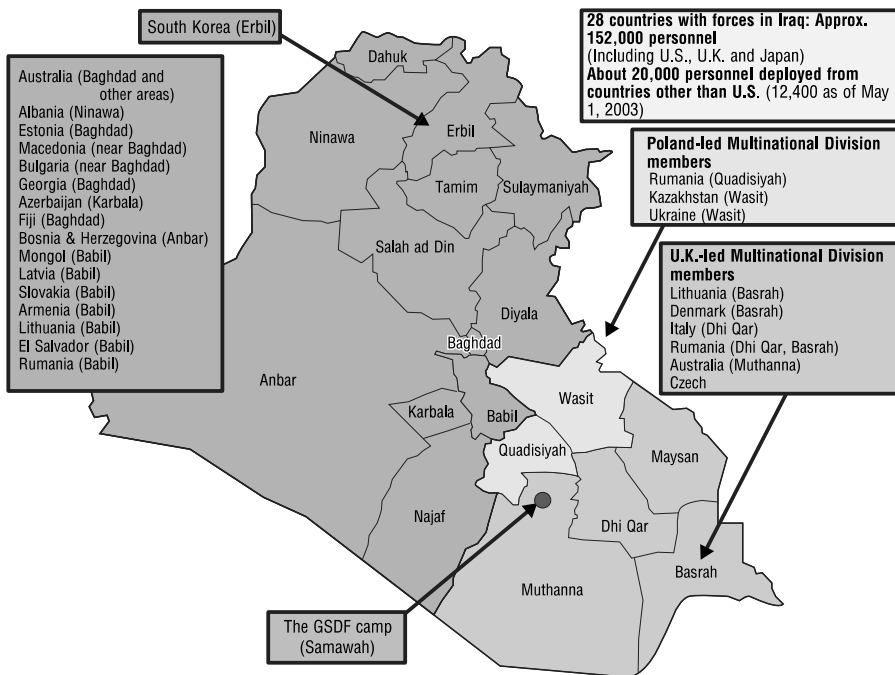 South Korea (Erbil)
28 countries with forces in Iraq: Approx.
152,000 personnel
(Including U.S., U.K. and Japan)
About 20,000 personnel deployed from
countries other than U.S. (12,400 as of May
1, 2003)
Australia (Baghdad and
other areas)
Albania (Ninawa)
Estonia (Baghdad)
Macedonia (near Baghdad)
Bulgaria (near Baghdad)
Georgia (Baghdad)
Azerbaijan (Karbala)
Fiji (Baghdad)
Bosnia & Herzegovina (Anbar)
Mongol (Babil)
Latvia (Babil)
Slovakia (Babil)
Armenia (Babil)
Lithuania (Babil)
El Salvador (Babil)
Rumania (Babil)
Poland-led Multinational Division
members
Rumania (Quadisiyah)
Kazakhstan (Wasit)
Ukraine (Wasit)
U.K.-led Multinational Division
members
Lithuania (Basrah)
Denmark (Basrah)
Italy (Dhi Qar)
Rumania (Dhi Qar, Basrah)
Australia (Muthanna)
Czech
Dahuk
Ninawa
Erbil
Tamim
Sulaymaniyah
Salah ad Din
Diyala
Baghdad
Anbar
Karbala
Babil
Wasit
Quadisiyah
Maysan
Najaf
Dhi Qar
Muthanna
Basrah
The GSDF camp
(Samawah)